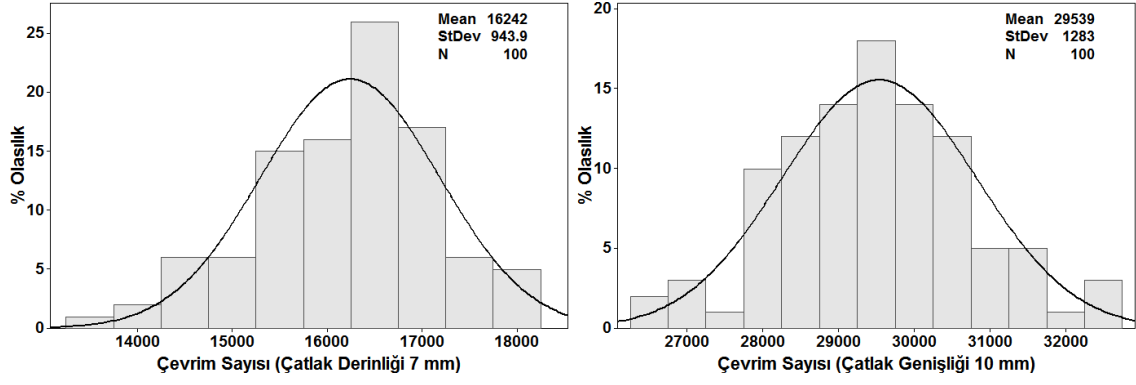 Mean 16242
StDev 943.9
N 100
% Olasılık
25
20
15
10
5
0
14000 15000 16000 17000 18000
Çevrim Sayısı (Çatlak Derinliği 7 mm)
Mean 29539
StDev 1283
N 100
% Olasılık
20
15
10
5
0
27000 28000 29000 30000 31000 32000
Çevrim Sayısı (Çatlak Genişliği 10 mm)